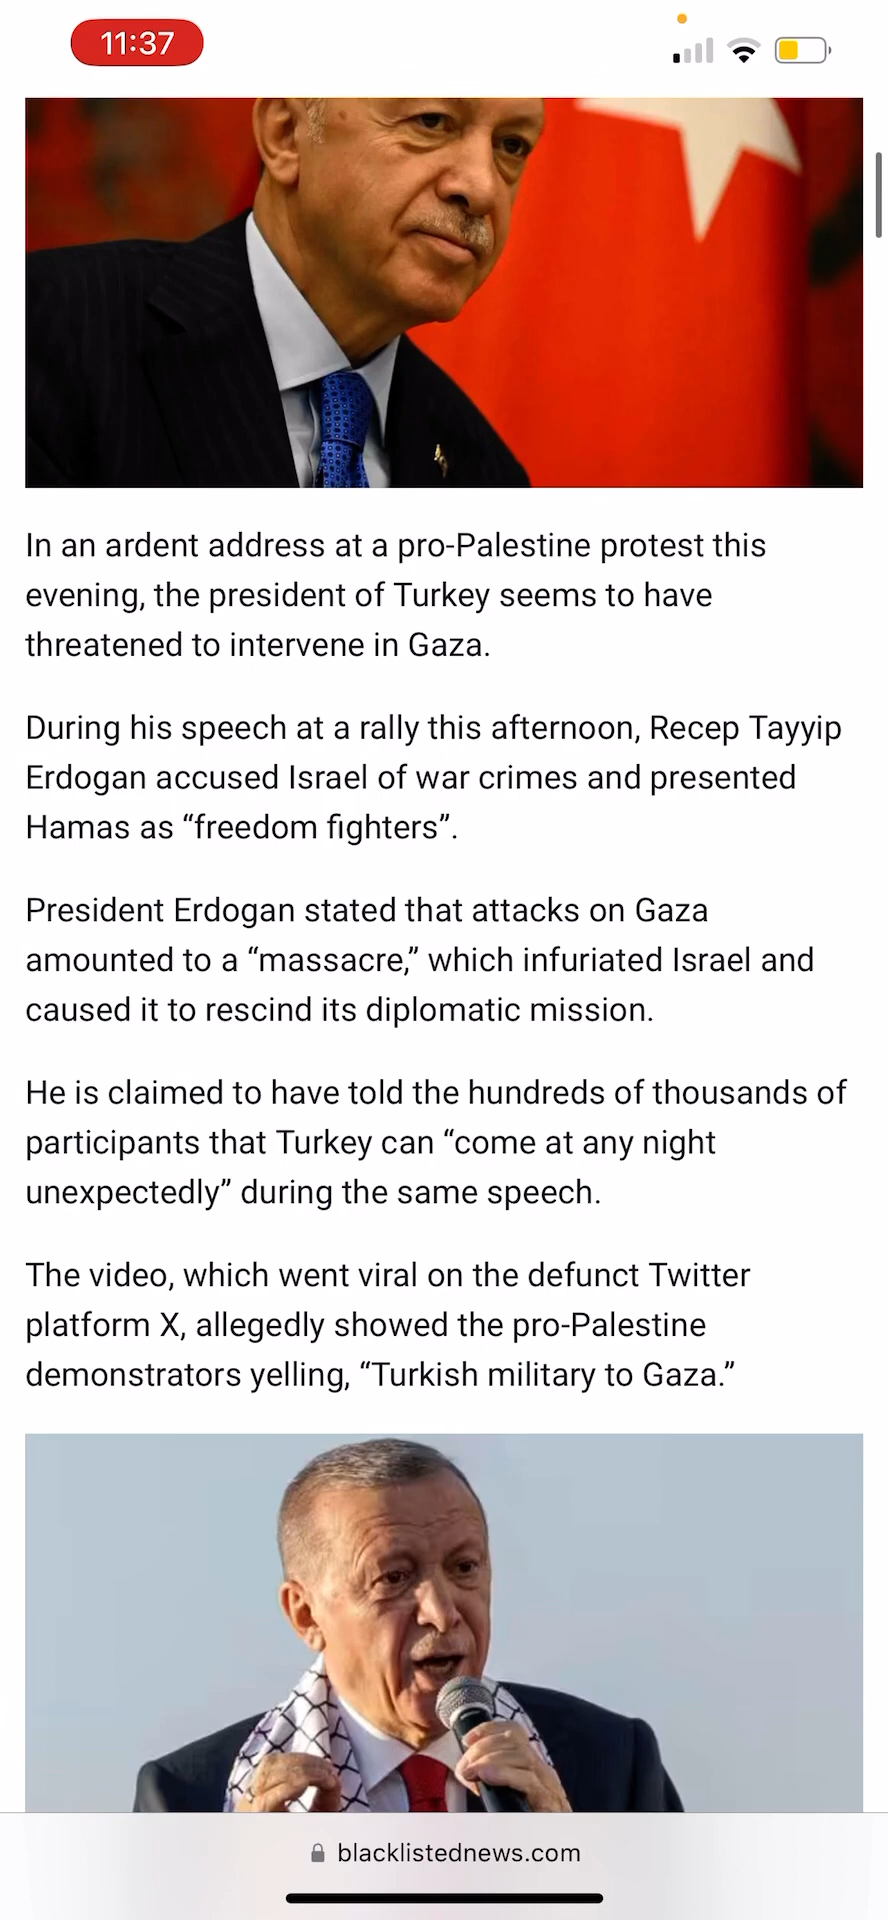 11:37
In an ardent address at a pro-Palestine protest this
evening, the president of Turkey seems to have
threatened to intervene in Gaza.
During his speech at a rally this afternoon, Recep Tayyip
Erdogan accused Israel of war crimes and presented
Hamas as “freedom fighters”.
President Erdogan stated that attacks on Gaza
amounted to a “massacre,” which infuriated Israel and
caused it to rescind its diplomatic mission.
He is claimed to have told the hundreds of thousands of
participants that Turkey can “come at any night
unexpectedly” during the same speech.
The video, which went viral on the defunct Twitter
platform X, allegedly showed the pro-Palestine
demonstrators yelling, “Turkish military to Gaza.”
blacklistednews.com